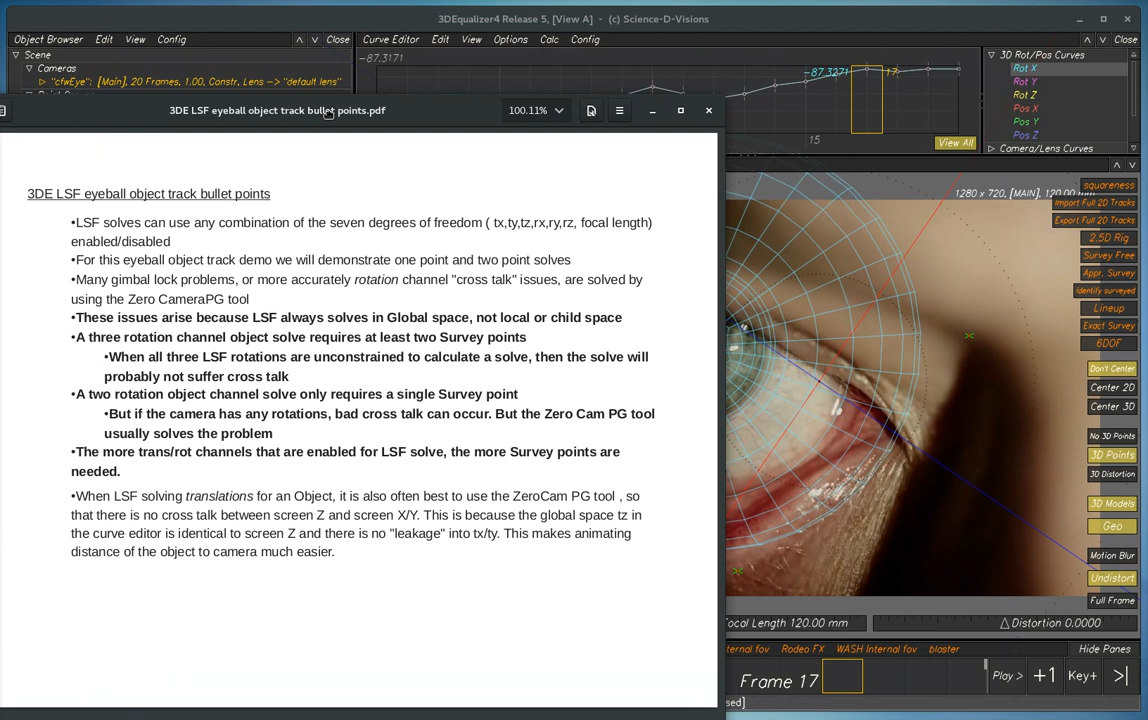 3DEqualizer4 Release 5, [View A]  -  (c) Science-D-Visions
Object Browser Edit View Config Close
Curve Editor Edit View Options Calc Config Close
Scene
Cameras
"cfwEye": [Main], 20 Frames, 1.00, Constr, Lens -> "default lens"
-87.3171
-87.3271 17
15
View All
3D Rot/Pos Curves
Rot X
Rot Y
Rot Z
Pos X
Pos Y
Pos Z
Camera/Lens Curves
3DE LSF eyeball object track bullet points.pdf
100.11%
3DE LSF eyeball object track bullet points
•LSF solves can use any combination of the seven degrees of freedom ( tx,ty,tz,rx,ry,rz, focal length)
enabled/disabled
•For this eyeball object track demo we will demonstrate one point and two point solves
•Many gimbal lock problems, or more accurately rotation channel "cross talk" issues, are solved by
using the Zero CameraPG tool
•These issues arise because LSF always solves in Global space, not local or child space
•A three rotation channel object solve requires at least two Survey points
•When all three LSF rotations are unconstrained to calculate a solve, then the solve will
probably not suffer cross talk
•A two rotation object channel solve only requires a single Survey point
•But if the camera has any rotations, bad cross talk can occur. But the Zero Cam PG tool
usually solves the problem
•The more trans/rot channels that are enabled for LSF solve, the more Survey points are
needed.
•When LSF solving translations for an Object, it is also often best to use the ZeroCam PG tool , so
that there is no cross talk between screen Z and screen X/Y. This is because the global space tz in
the curve editor is identical to screen Z and there is no "leakage" into tx/ty. This makes animating
distance of the object to camera much easier.
1280 x 720, [MAIN], 120.00 mm,
squareness
Import Full 2D Tracks
Export Full 2D Tracks
2.5D Rig
Survey Free
Appr. Survey
Identify surveyed
Lineup
Exact Survey
6DOF
Don't Center
Center 2D
Center 3D
No 3D Points
3D Points
3D Distortion
3D Models
Geo
Motion Blur
Undistort
Full Frame
ocal Length 120.00 mm
Distortion 0.0000
ternal fov Rodeo FX WASH Internal fov blaster Hide Panes
Frame 17
Play > +1 Key+ >|
sed]